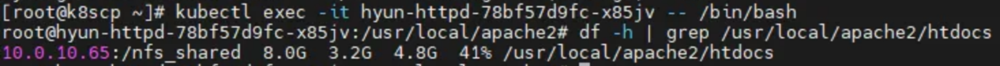 [root@k8scp ~]# kubectl exec -it hyun-httpd-78bf57d9fc-x85jv -- /bin/bash
root@hyun-httpd-78bf57d9fc-x85jv:/usr/local/apache2# df -h | grep /usr/local/apache2/htdocs
10.0.10.65:/nfs_shared  8.0G  3.2G  4.8G  41% /usr/local/apache2/htdocs